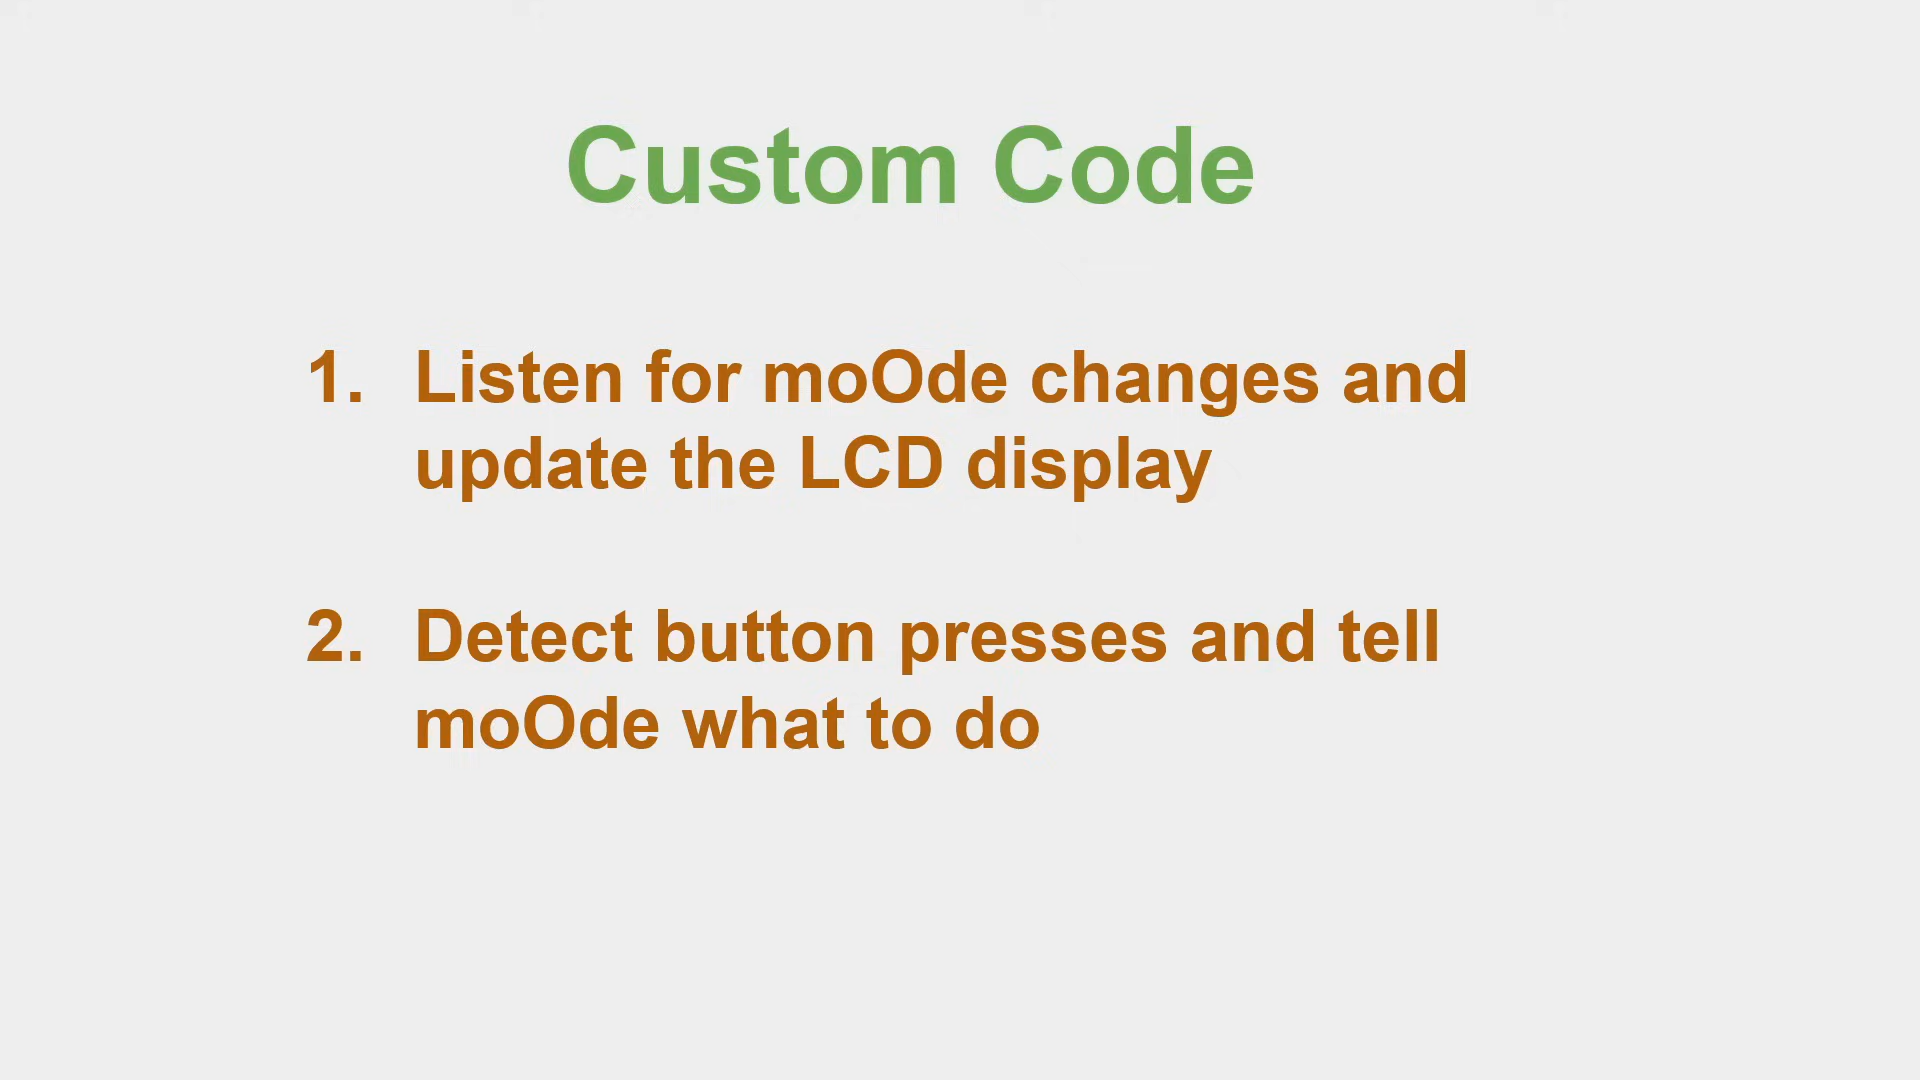 Custom Code
1. Listen for moOde changes and
update the LCD display
2. Detect button presses and tell
moOde what to do